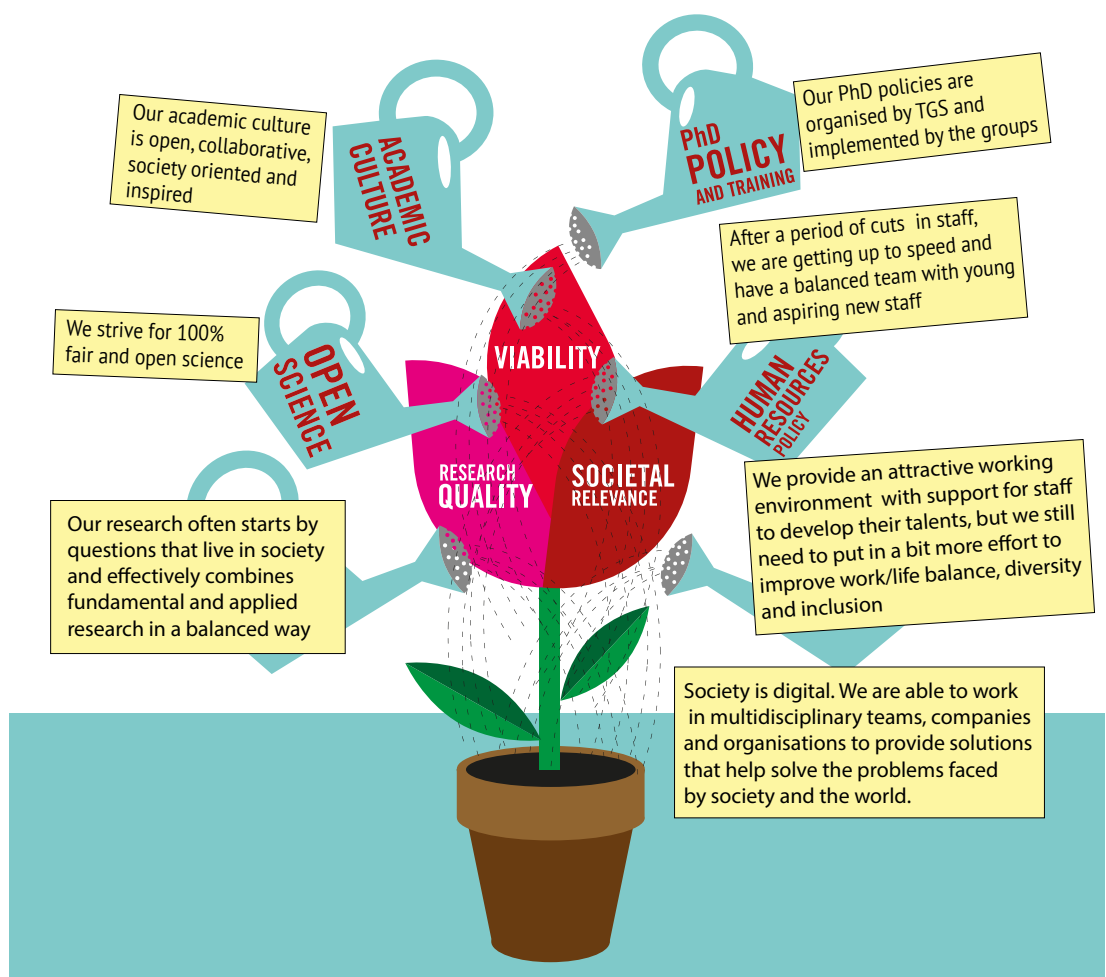 Our academic culture
is open, collaborative,
society oriented and
inspired
ACADEMIC
CULTURE
PhD
POLICY
AND TRAINING
Our PhD policies are
organised by TGS and
implemented by the groups
After a period of cuts in staff,
we are getting up to speed and
have a balanced team with young
and aspiring new staff
We strive for 100%
fair and open science
OPEN
SCIENCE
VIABILITY
HUMAN
RESOURCES
POLICY
RESEARCH
QUALITY
SOCIETAL
RELEVANCE
Our research often starts by
questions that live in society
and effectively combines
fundamental and applied
research in a balanced way
We provide an attractive working
environment with support for staff
to develop their talents, but we still
need to put in a bit more effort to
improve work/life balance, diversity
and inclusion
Society is digital. We are able to work
in multidisciplinary teams, companies
and organisations to provide solutions
that help solve the problems faced
by society and the world.